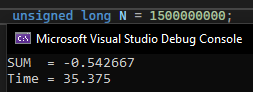 unsigned long N = 1500000000;
Microsoft Visual Studio Debug Console
SUM  = -0.542667
Time = 35.375